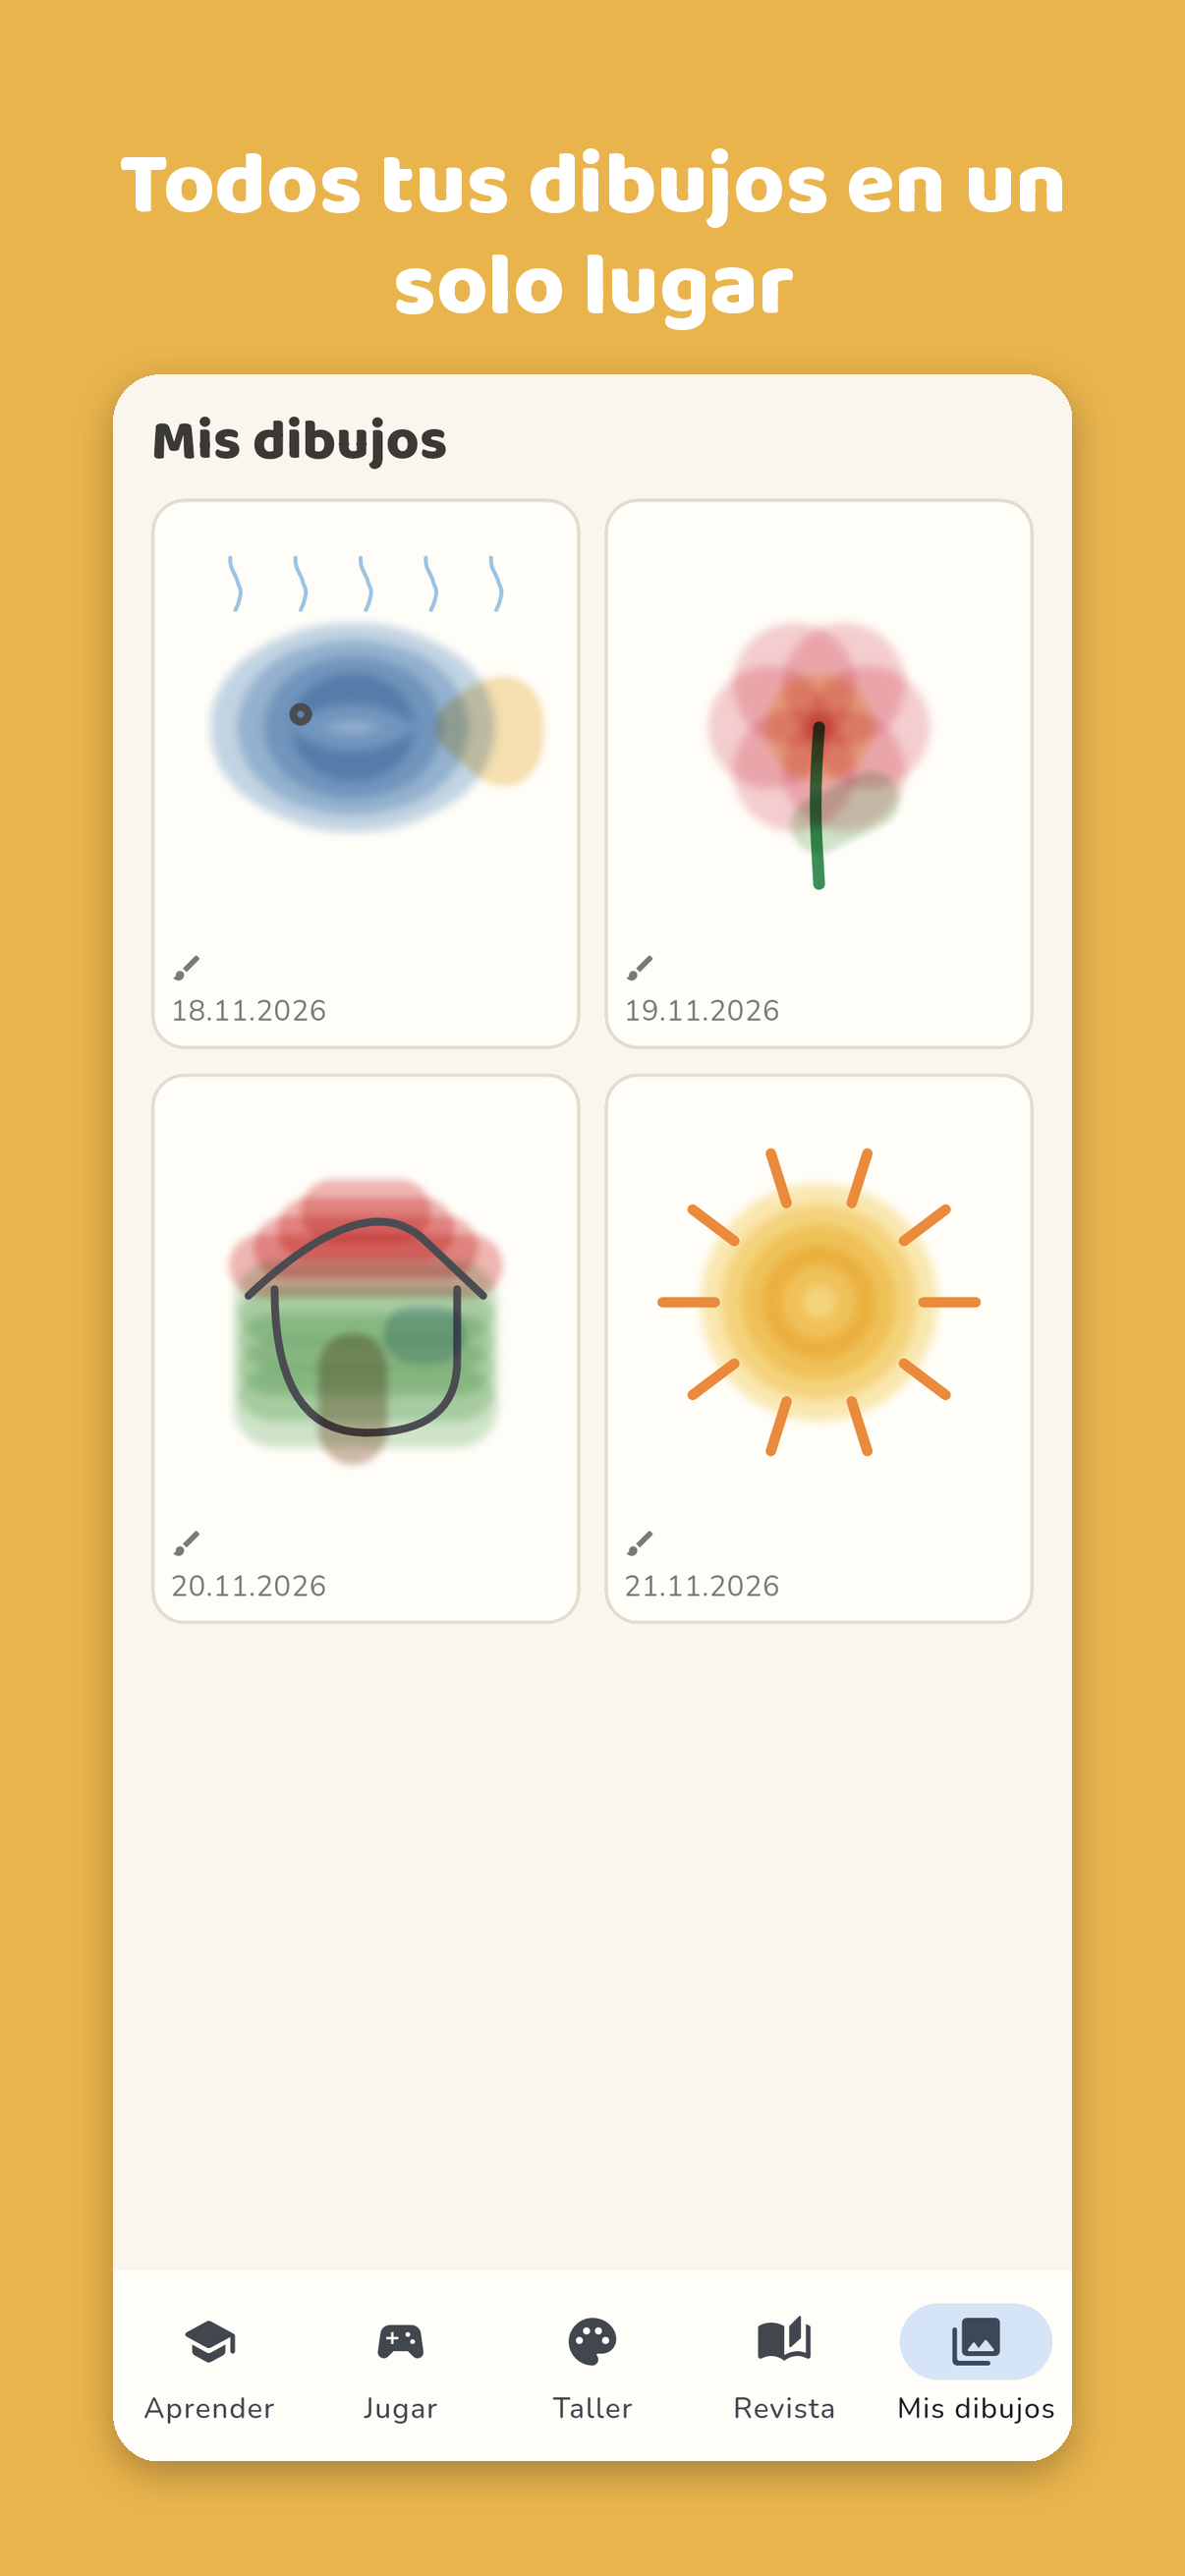 Todos tus dibujos en un
solo lugar
Mis dibujos
18.11.2026
19.11.2026
20.11.2026
21.11.2026
Aprender
Jugar
Taller
Revista
Mis dibujos